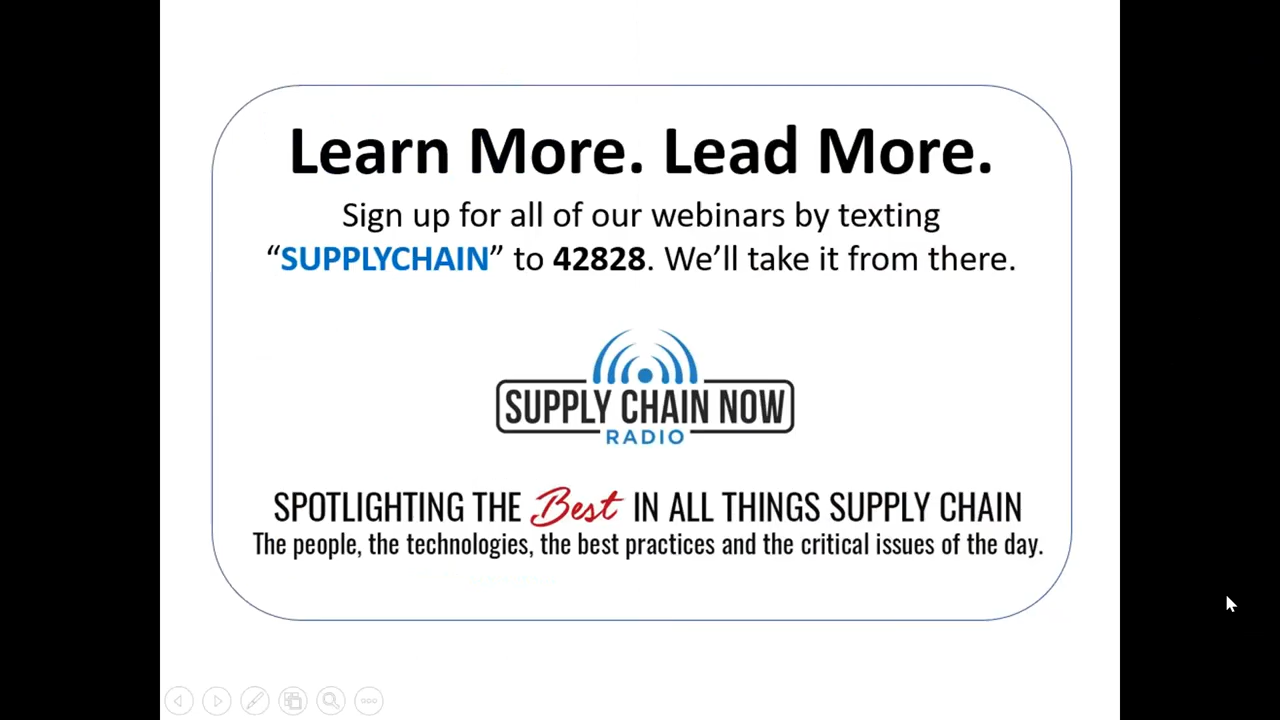 Learn More. Lead More.
Sign up for all of our webinars by texting
“SUPPLYCHAIN” to 42828. We’ll take it from there.
SUPPLY CHAIN NOW
RADIO
SPOTLIGHTING THE Best IN ALL THINGS SUPPLY CHAIN
The people, the technologies, the best practices and the critical issues of the day.